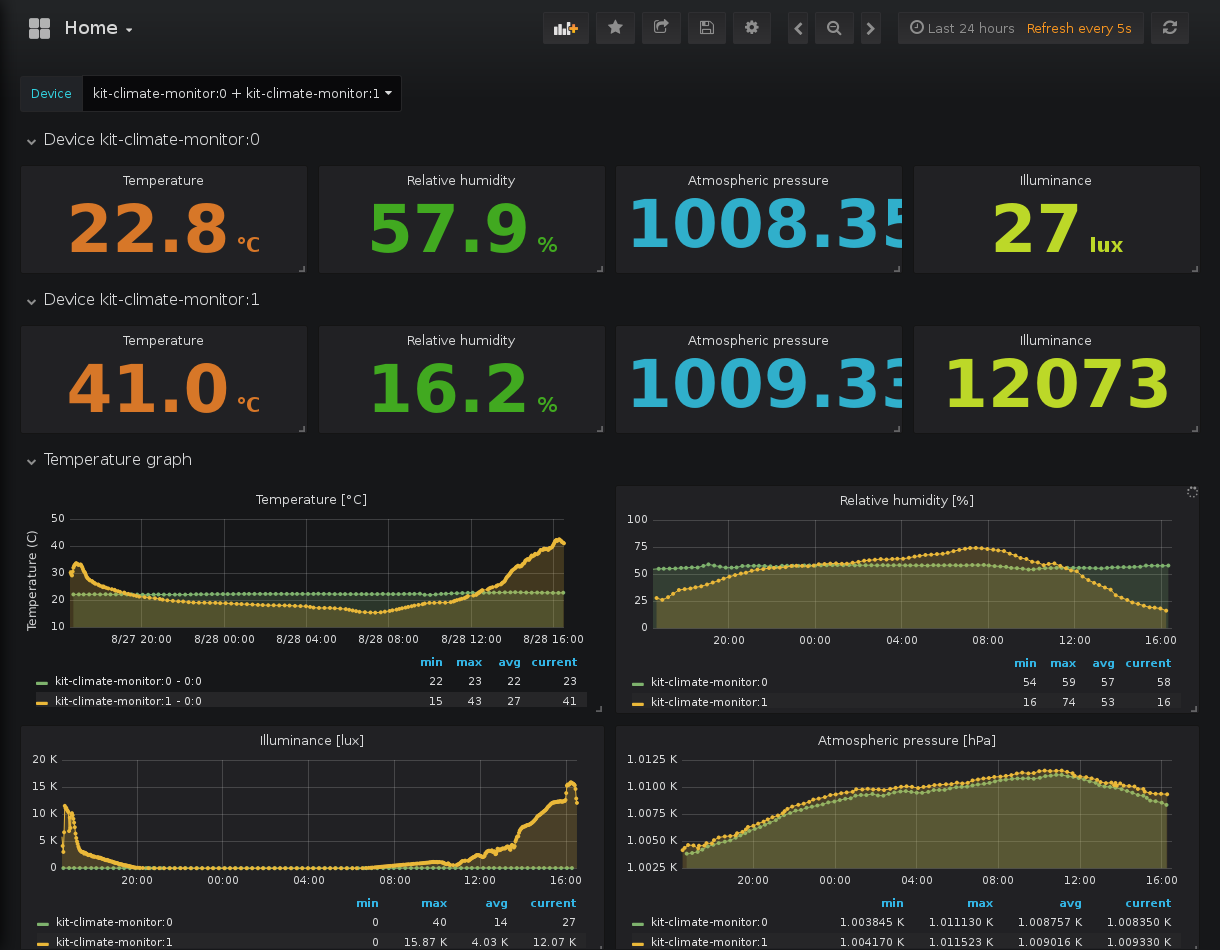 Home
Last 24 hours Refresh every 5s
Device kit-climate-monitor:0 + kit-climate-monitor:1
Device kit-climate-monitor:0
Temperature Relative humidity Atmospheric pressure Illuminance
22.8 °C 57.9 % 1008.35 27 lux
Device kit-climate-monitor:1
Temperature Relative humidity Atmospheric pressure Illuminance
41.0 °C 16.2 % 1009.33 12073
Temperature graph
Temperature [°C]
Temperature (C)
50
40
30
20
10
8/27 20:00 8/28 00:00 8/28 04:00 8/28 08:00 8/28 12:00 8/28 16:00
min max avg current
kit-climate-monitor:0 - 0:0 22 23 22 23
kit-climate-monitor:1 - 0:0 15 43 27 41
Relative humidity [%]
100
75
50
25
0
20:00 00:00 04:00 08:00 12:00 16:00
min max avg current
kit-climate-monitor:0 54 59 57 58
kit-climate-monitor:1 16 74 53 16
Illuminance [lux]
20 K
15 K
10 K
5 K
0
20:00 00:00 04:00 08:00 12:00 16:00
min max avg current
kit-climate-monitor:0 0 40 14 27
kit-climate-monitor:1 0 15.87 K 4.03 K 12.07 K
Atmospheric pressure [hPa]
1.0125 K
1.0100 K
1.0075 K
1.0050 K
1.0025 K
20:00 00:00 04:00 08:00 12:00 16:00
min max avg current
kit-climate-monitor:0 1.003845 K 1.011130 K 1.008757 K 1.008350 K
kit-climate-monitor:1 1.004170 K 1.011523 K 1.009016 K 1.009330 K